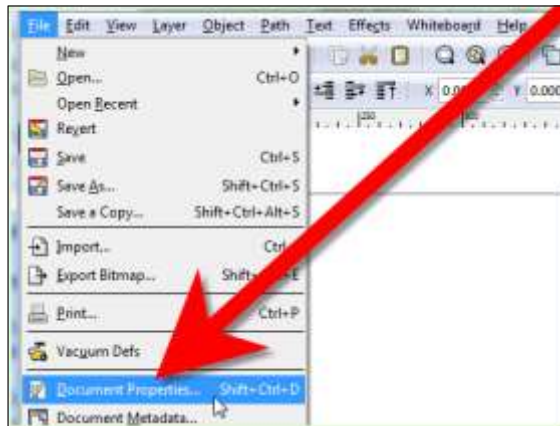 File Edit View Layer Object Path Text Effects Whiteboard Help
New
Open... Ctrl+O
Open Recent
Revert
Save Ctrl+S
Save As... Shift+Ctrl+S
Save a Copy... Shift+Ctrl+Alt+S
Import...
Export Bitmap...
Print... Ctrl+P
Vacuum Defs
Document Properties... Shift+Ctrl+D
Document Metadata...
X
Y 0.000